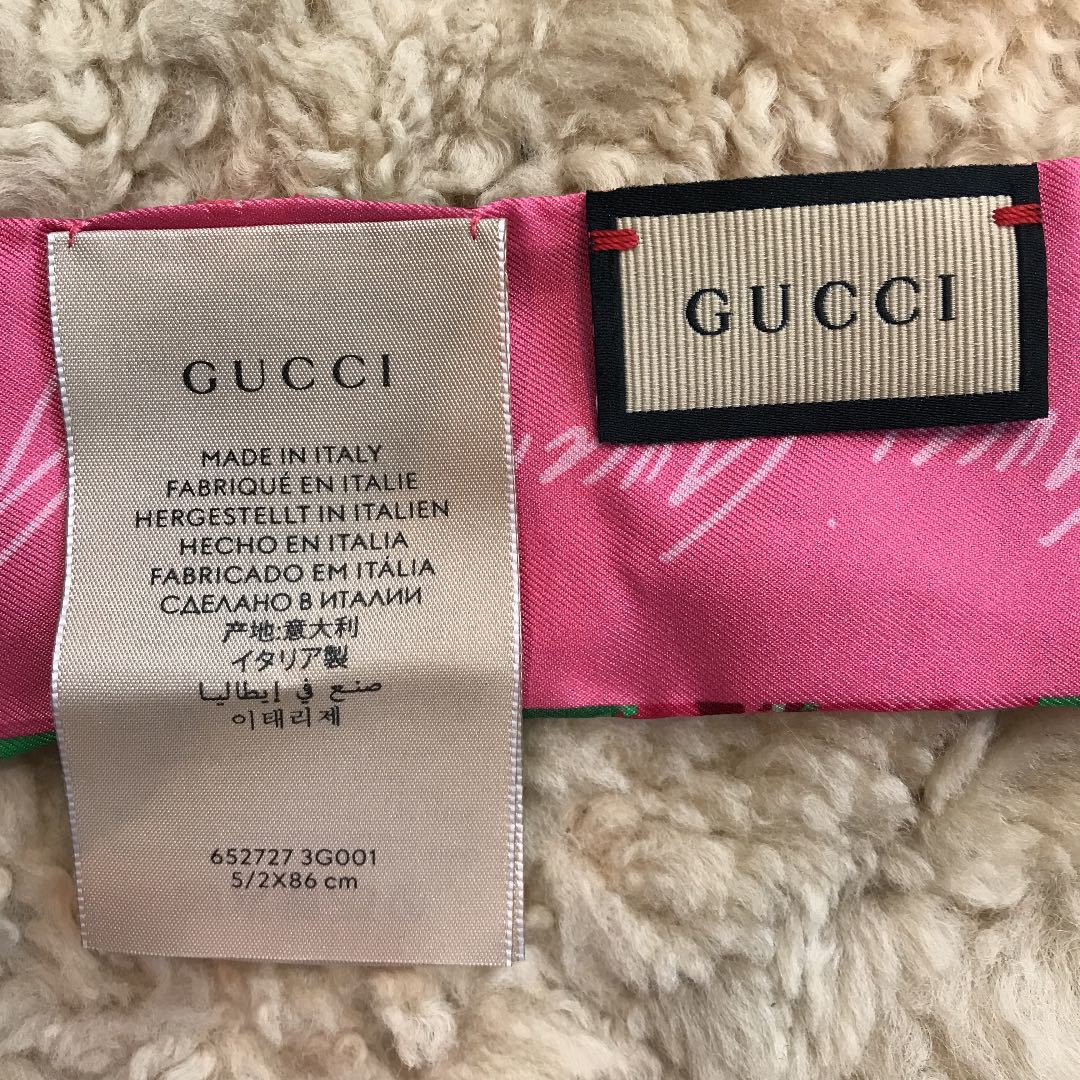 GUCCI
MADE IN ITALY
FABRIQUÉ EN ITALIE
HERGESTELLT IN ITALIEN
HECHO EN ITALIA
FABRICADO EM ITÁLIA
СДЕЛАНО В ИТАЛИИ
产地:意大利
イタリア製
صنع في إيطاليا
이태리제
652727 3G001
5/2X86 cm
GUCCI